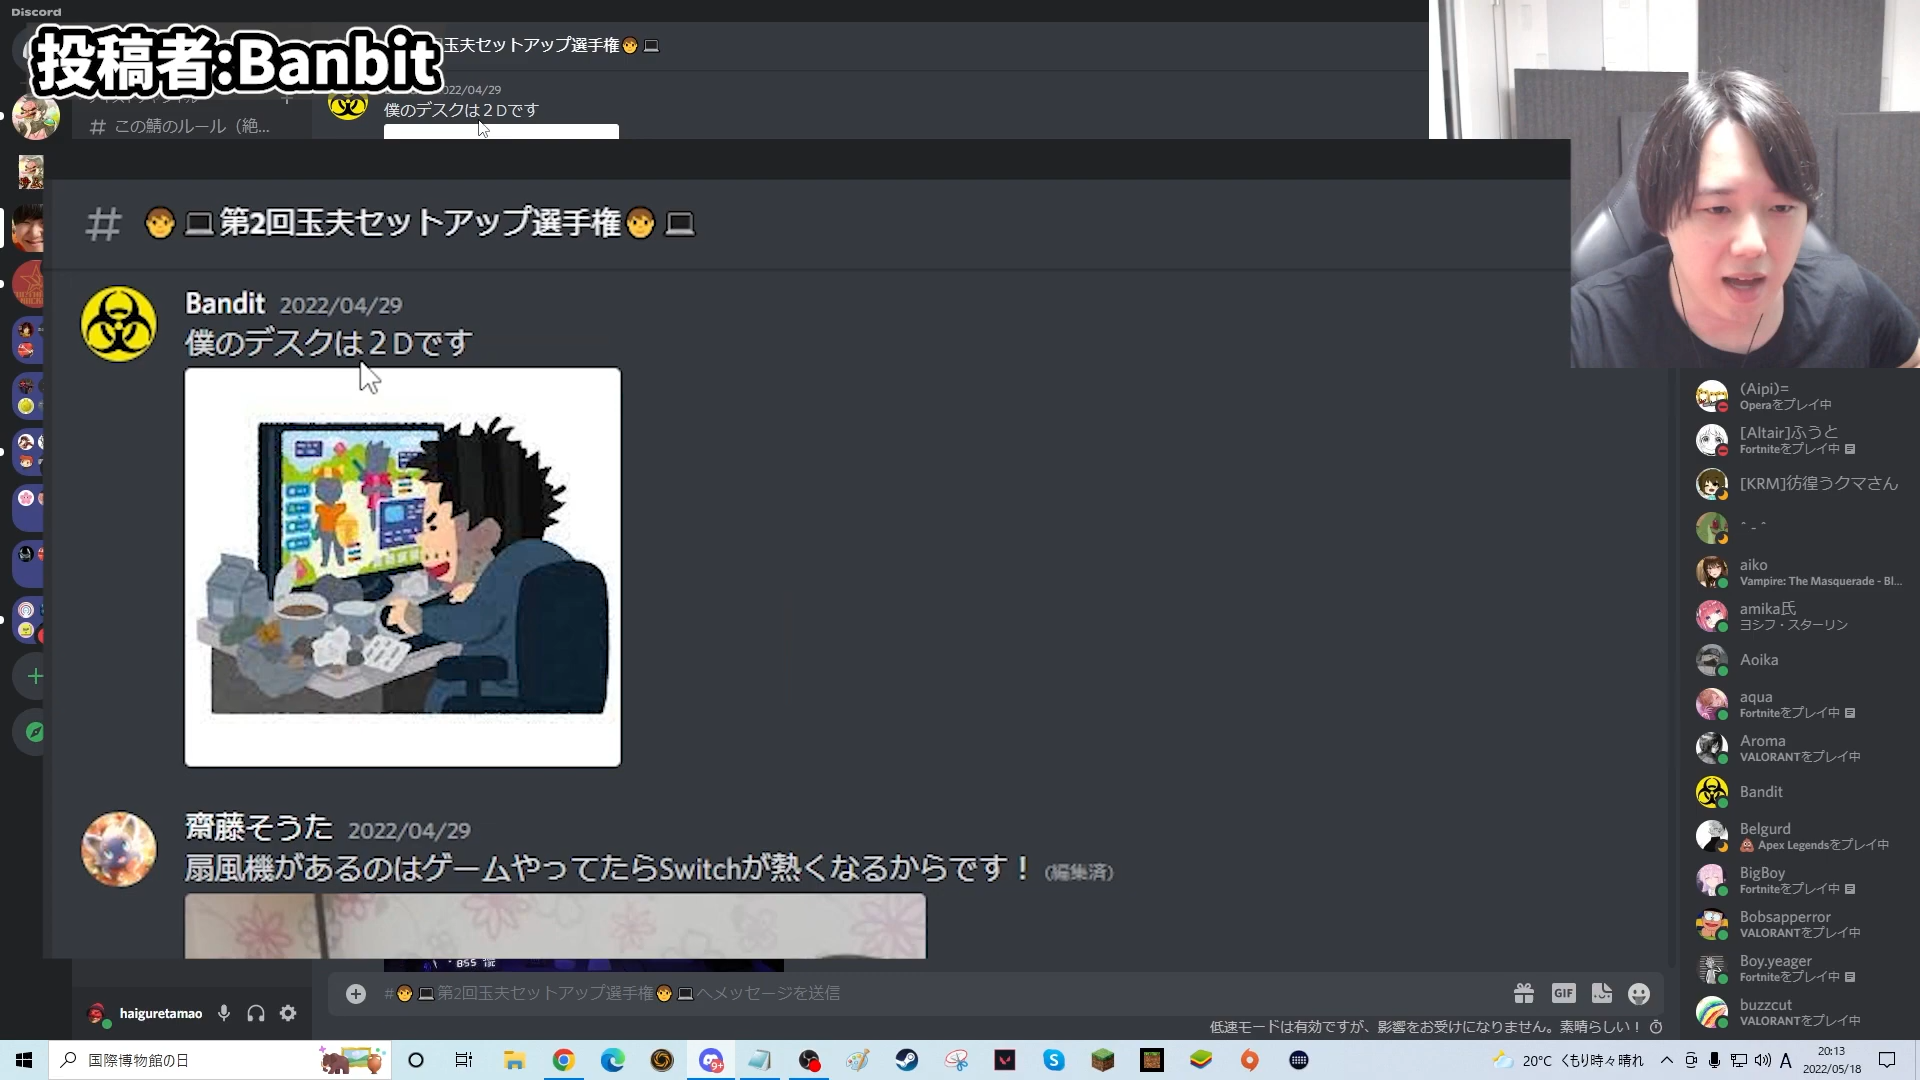 Discord
投稿者:Banbit
玉夫セットアップ選手権
2022/04/29
僕のデスクは２Dです
# この鯖のルール（絶...
# 第2回玉夫セットアップ選手権
Bandit 2022/04/29
僕のデスクは２Dです
齋藤そうた 2022/04/29
扇風機があるのはゲームやってたらSwitchが熱くなるからです！ (編集済)
(Aipi)=
Operaをプレイ中
[Altair]ふうと
Fortniteをプレイ中
[KRM]彷徨うクマさん
^ - ^
aiko
Vampire: The Masquerade - Bl...
amika氏
ヨシフ・スターリン
Aoika
aqua
Fortniteをプレイ中
Aroma
VALORANTをプレイ中
Bandit
Belgurd
Apex Legendsをプレイ中
BigBoy
Fortniteをプレイ中
Bobsapperror
VALORANTをプレイ中
Boy.yeager
Fortniteをプレイ中
buzzcut
VALORANTをプレイ中
#第2回玉夫セットアップ選手権へメッセージを送信
GIF
haiguretamao
低速モードは有効ですが、影響をお受けになりません。素晴らしい！
国際博物館の日
9+
20°C くもり時々晴れ
A
20:13
2022/05/18